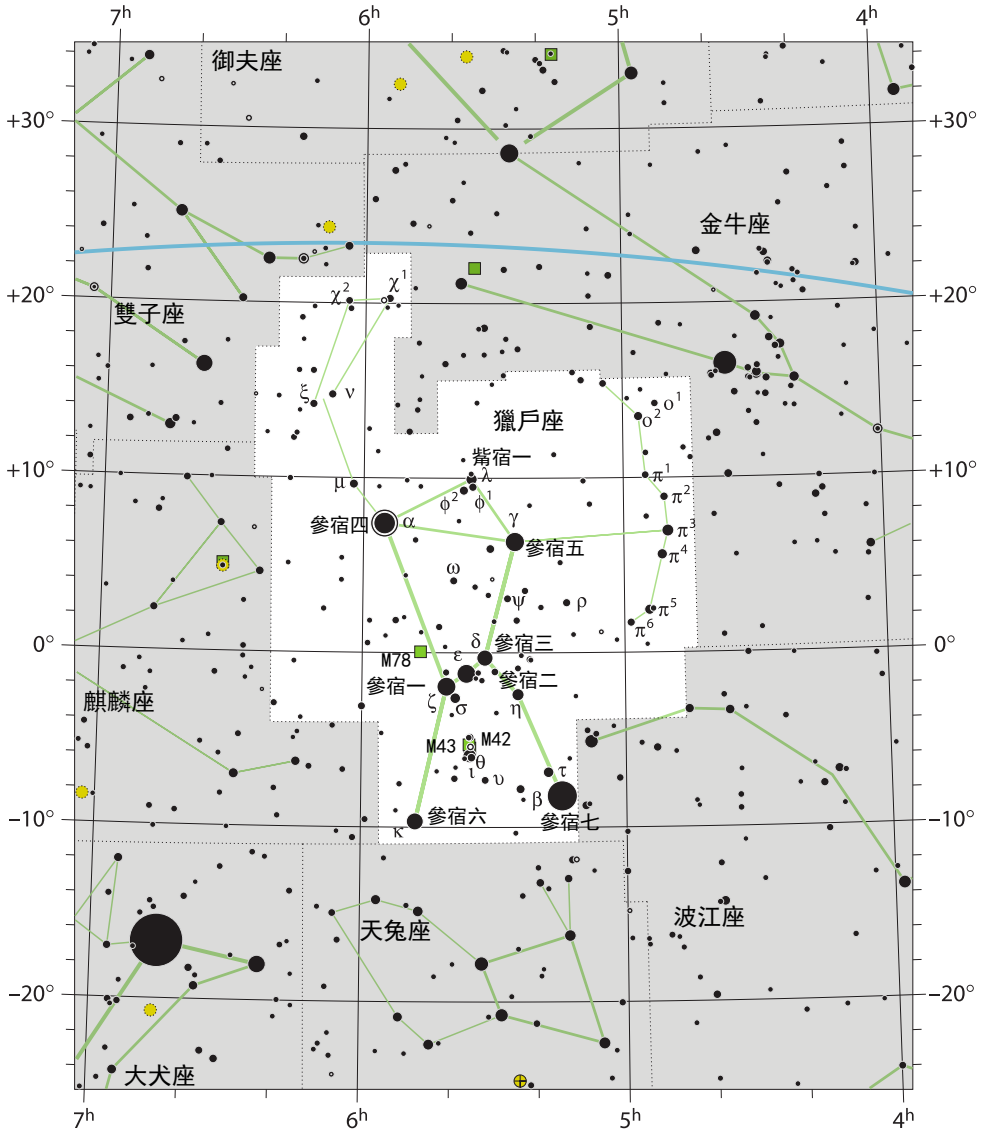 7h 6h 5h 4h
御夫座
+30° +30°
金牛座
+20° +20°
χ2 χ1
雙子座
ξ ν
ο2 ο1
獵戶座
紫宿一
+10° +10°
λ
π1
μ
φ2 φ1
π2
參宿四 α
γ
π3
參宿五
π4
ω
ψ ρ
π5
π6
0° 0°
δ 參宿三
M78
ε
參宿一
參宿二
麒麟座
ζ σ η
M43 M42
θ
ι υ τ
β
−10° −10°
κ 參宿六
參宿七
天兔座
波江座
−20° −20°
大犬座
7h 6h 5h 4h